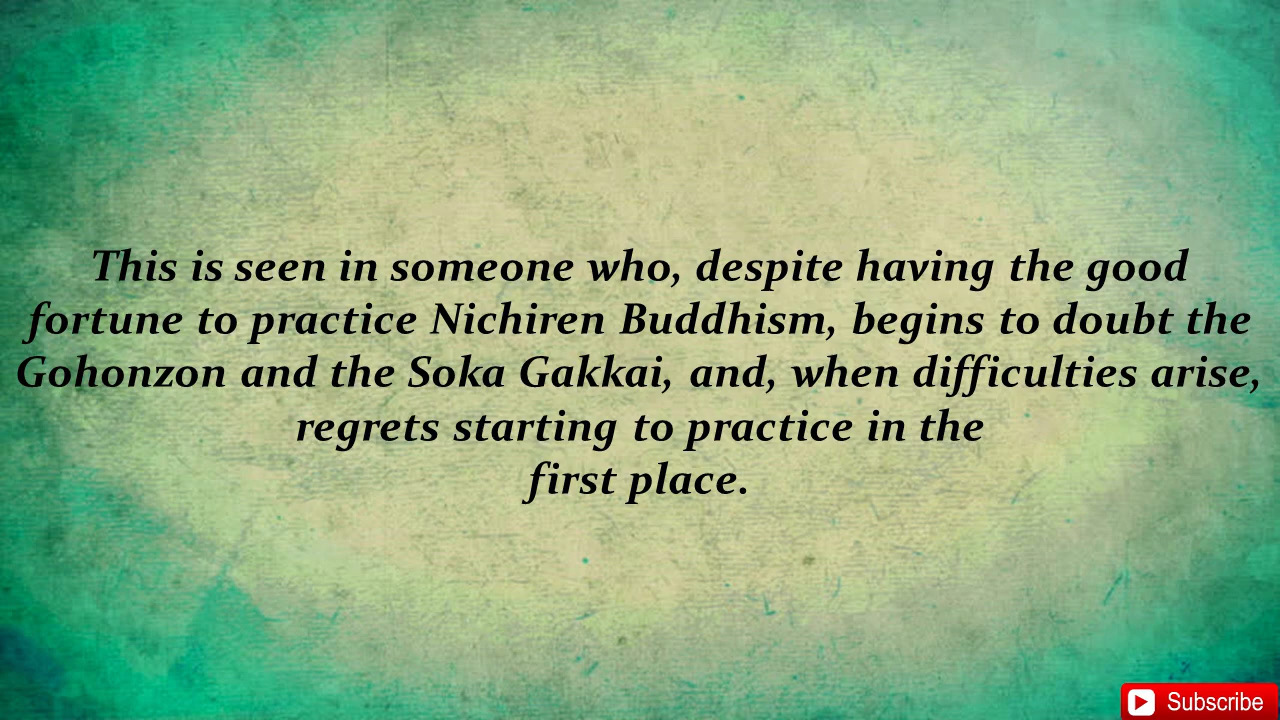 This is seen in someone who, despite having the good
fortune to practice Nichiren Buddhism, begins to doubt the
Gohonzon and the Soka Gakkai, and, when difficulties arise,
regrets starting to practice in the
first place.
Subscribe